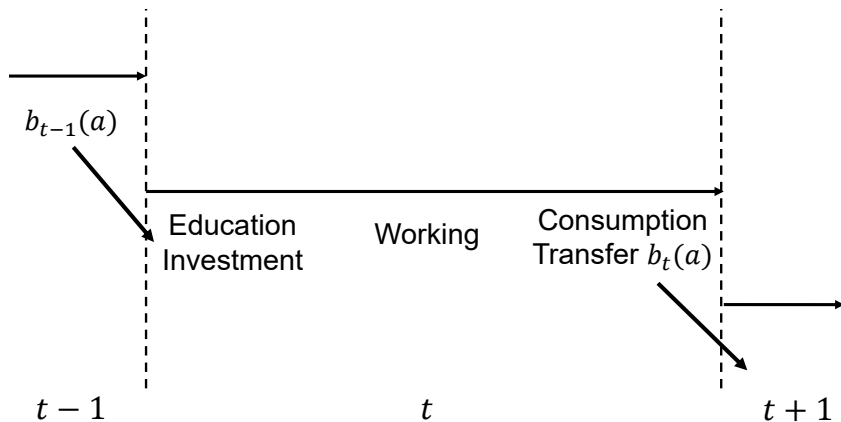 b_{t−1}(a)
Education
Investment
Working
Consumption
Transfer b_t(a)
t − 1
t
t + 1